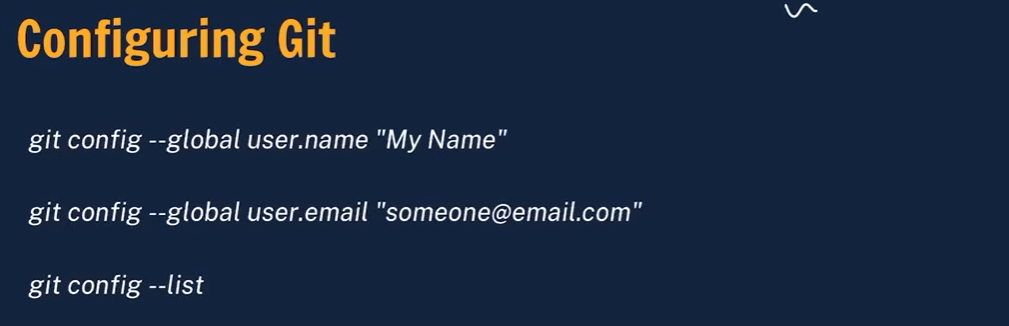 Configuring Git
git config --global user.name "My Name"
git config --global user.email "someone@email.com"
git config --list